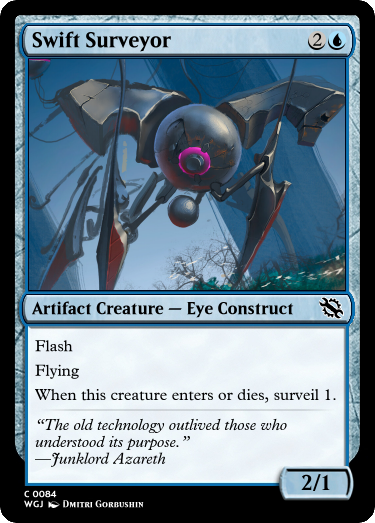 Swift Surveyor 2
Artifact Creature — Eye Construct
Flash
Flying
When this creature enters or dies, surveil 1.
“The old technology outlived those who
understood its purpose.”
—Junklord Azareth
2/1
C 0084
WGJ Dmitri Gorbushin